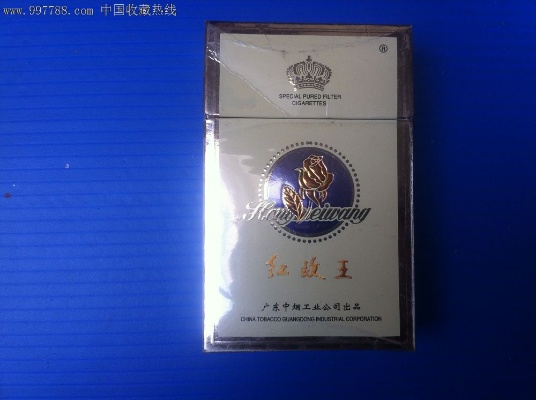 www.997788.com 中国收藏热线
®
SPECIAL PURED FILTER
CIGARETTES
Hongmeiwang
红玫王
广东中烟工业公司出品
CHINA TOBACCO GUANGDONG INDUSTRIAL CORPORATION